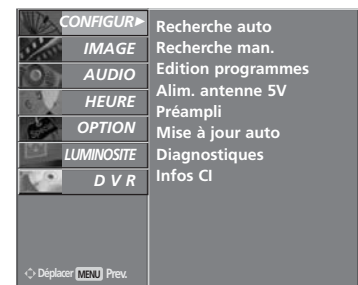 CONFIGUR►
IMAGE
AUDIO
HEURE
OPTION
LUMINOSITE
D V R
Recherche auto
Recherche man.
Edition programmes
Alim. antenne 5V
Préampli
Mise à jour auto
Diagnostiques
Infos CI
Déplacer MENU Prev.